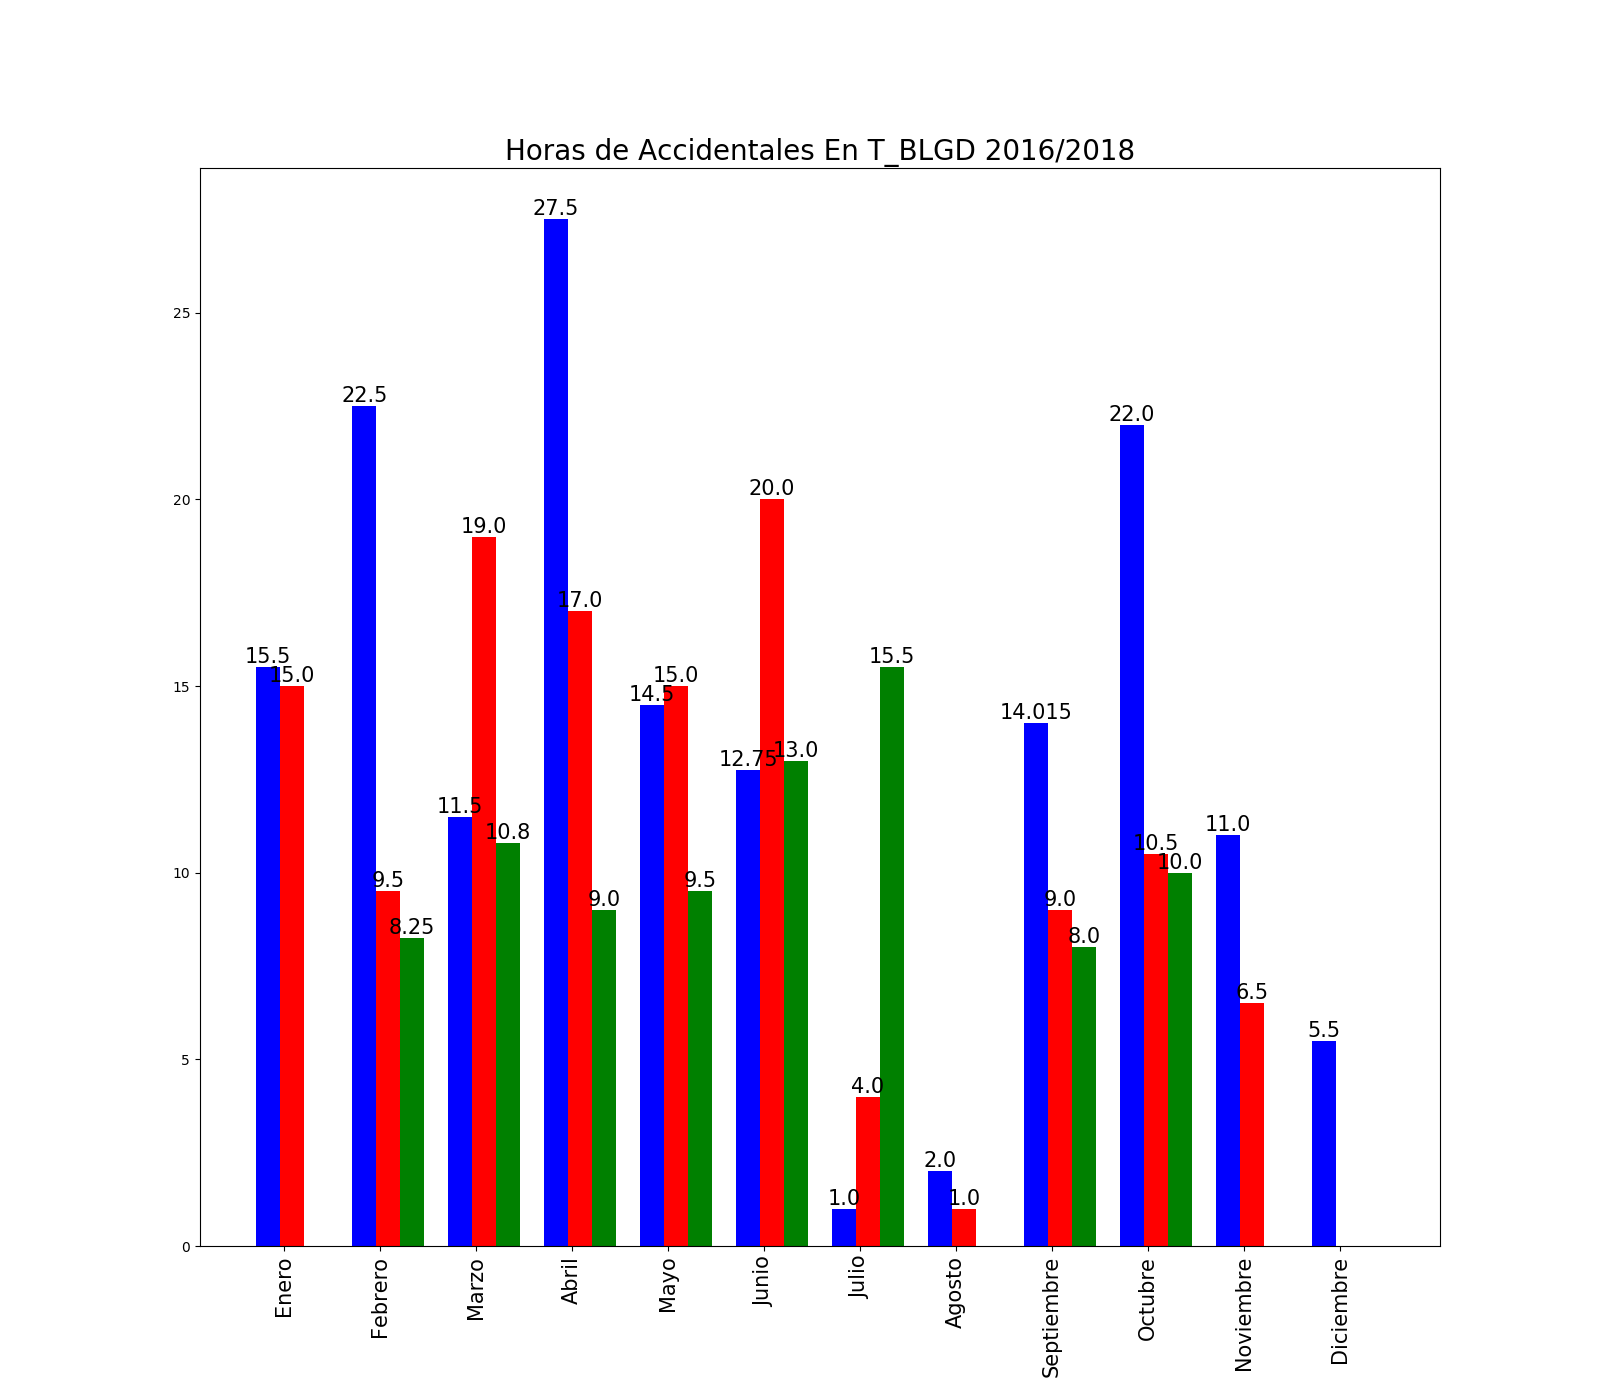 Horas de Accidentales En T_BLGD 2016/2018
27.5
25
22.5
22.0
20
20.0
19.0
17.0
15.5
15.0
15.5
15
14.5
15.0
14.015
12.75
13.0
11.5
10.8
11.0
10
10.5
10.0
9.5
8.25
9.0
9.5
9.0
8.0
6.5
5
5.5
4.0
2.0
1.0
1.0
0
Enero
Febrero
Marzo
Abril
Mayo
Junio
Julio
Agosto
Septiembre
Octubre
Noviembre
Diciembre